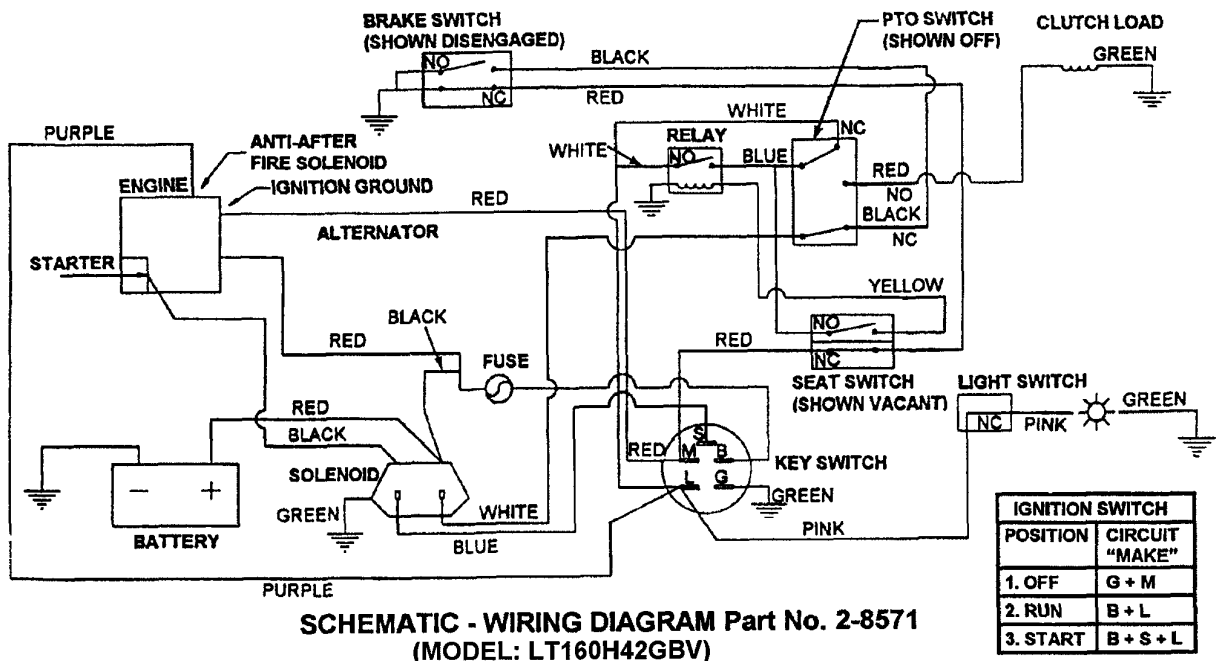 BRAKE SWITCH
(SHOWN DISENGAGED)
PTO SWITCH
(SHOWN OFF)
CLUTCH LOAD
GREEN
NO
BLACK
NC
RED
WHITE
NC
PURPLE
ANTI-AFTER
FIRE SOLENOID
RELAY
WHITE
NO
BLUE
RED
NO
ENGINE
IGNITION GROUND
RED
BLACK
NC
ALTERNATOR
STARTER
YELLOW
BLACK
NO
RED
FUSE
RED
NC
SEAT SWITCH
(SHOWN VACANT)
LIGHT SWITCH
GREEN
NC
PINK
RED
BLACK
S
RED
M
B
KEY SWITCH
SOLENOID
L
G
GREEN
GREEN
WHITE
BLUE
PINK
BATTERY
PURPLE
IGNITION SWITCH
POSITION CIRCUIT
"MAKE"
1. OFF G + M
2. RUN B + L
3. START B + S + L
SCHEMATIC - WIRING DIAGRAM Part No. 2-8571
(MODEL: LT160H42GBV)